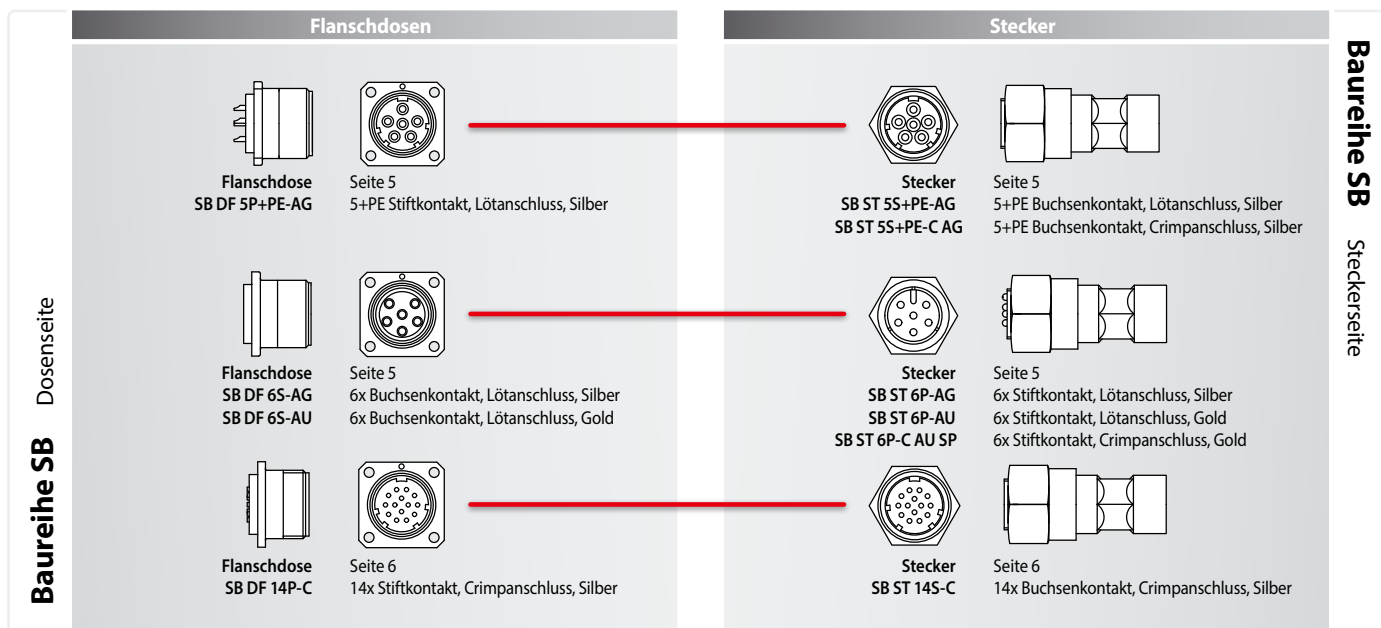 Flanschdosen
Stecker
Baureihe SB Dosenseite
Baureihe SB Steckerseite
Flanschdose Seite 5
SB DF 5P+PE-AG 5+PE Stiftkontakt, Lötanschluss, Silber
Stecker Seite 5
SB ST 5S+PE-AG 5+PE Buchsenkontakt, Lötanschluss, Silber
SB ST 5S+PE-C AG 5+PE Buchsenkontakt, Crimpanschluss, Silber
Flanschdose Seite 5
SB DF 6S-AG 6x Buchsenkontakt, Lötanschluss, Silber
SB DF 6S-AU 6x Buchsenkontakt, Lötanschluss, Gold
Stecker Seite 5
SB ST 6P-AG 6x Stiftkontakt, Lötanschluss, Silber
SB ST 6P-AU 6x Stiftkontakt, Lötanschluss, Gold
SB ST 6P-C AU SP 6x Stiftkontakt, Crimpanschluss, Gold
Flanschdose Seite 6
SB DF 14P-C 14x Stiftkontakt, Crimpanschluss, Silber
Stecker Seite 6
SB ST 14S-C 14x Buchsenkontakt, Crimpanschluss, Silber